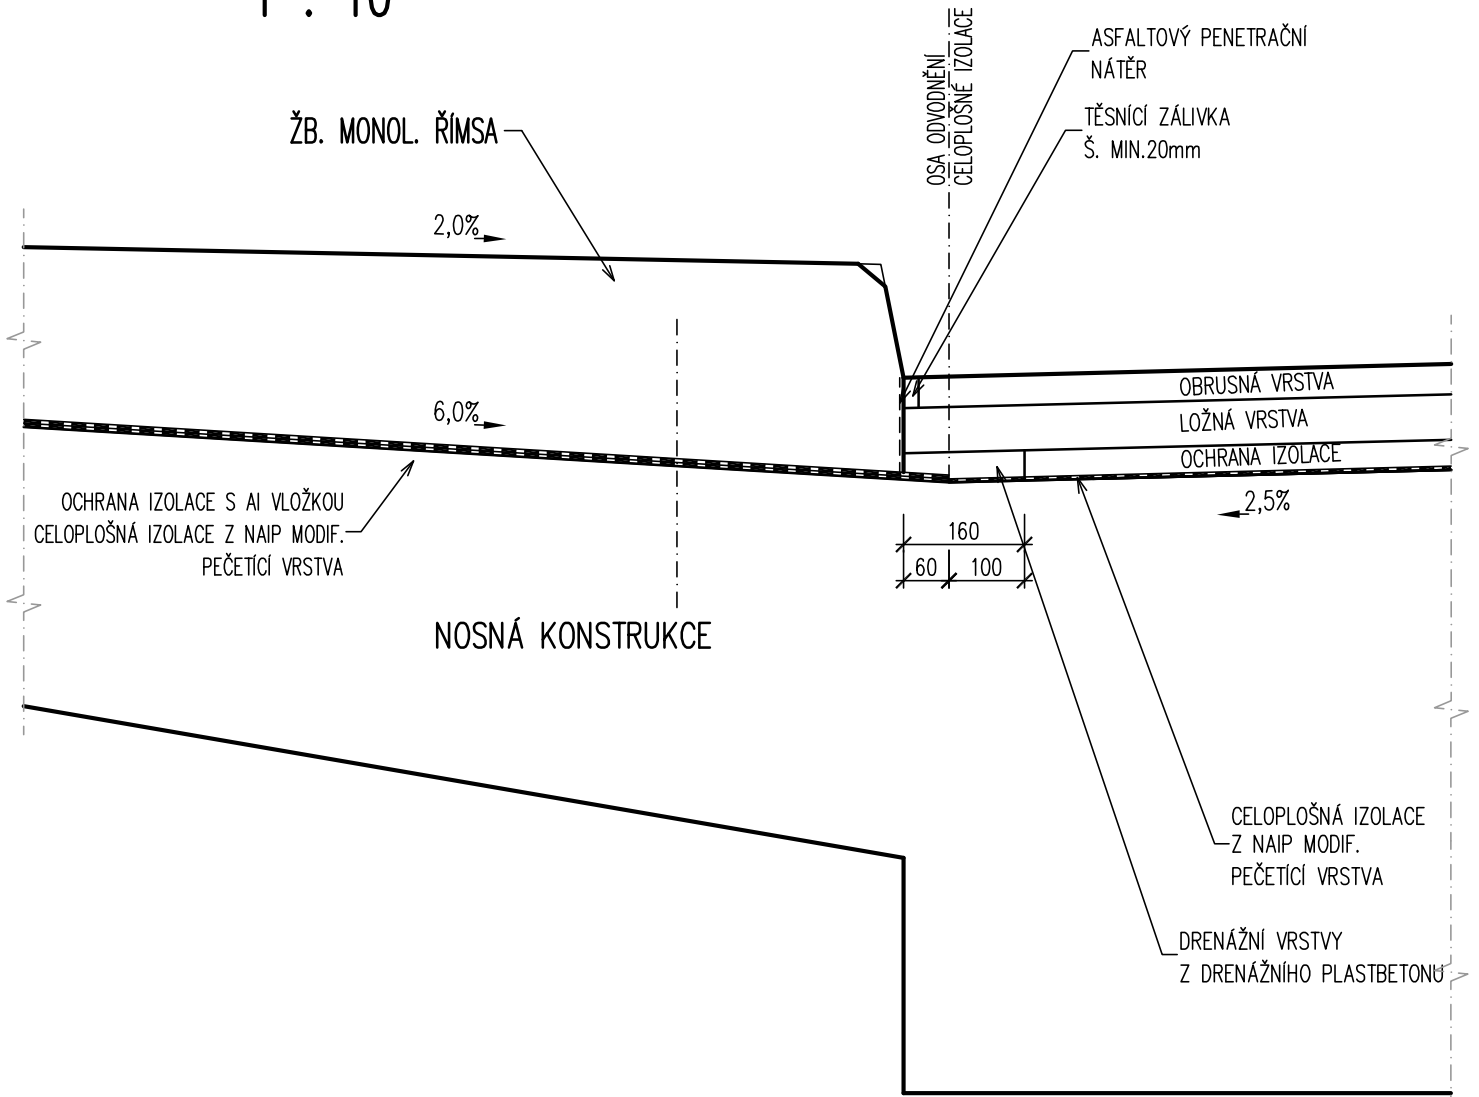 1 : 10
ASFALTOVÝ PENETRAČNÍ
NÁTĚR
OSA ODVODNĚNÍ
CELOPLOŠNÉ IZOLACE
TĚSNÍCÍ ZÁLIVKA
Š. MIN.20mm
ŽB. MONOL. ŘÍMSA
2,0%
OBRUSNÁ VRSTVA
LOŽNÁ VRSTVA
OCHRANA IZOLACE
6,0%
2,5%
OCHRANA IZOLACE S Al VLOŽKOU
CELOPLOŠNÁ IZOLACE Z NAIP MODIF.
PEČETÍCÍ VRSTVA
160
60
100
NOSNÁ KONSTRUKCE
CELOPLOŠNÁ IZOLACE
Z NAIP MODIF.
PEČETÍCÍ VRSTVA
DRENÁŽNÍ VRSTVY
Z DRENÁŽNÍHO PLASTBETONU